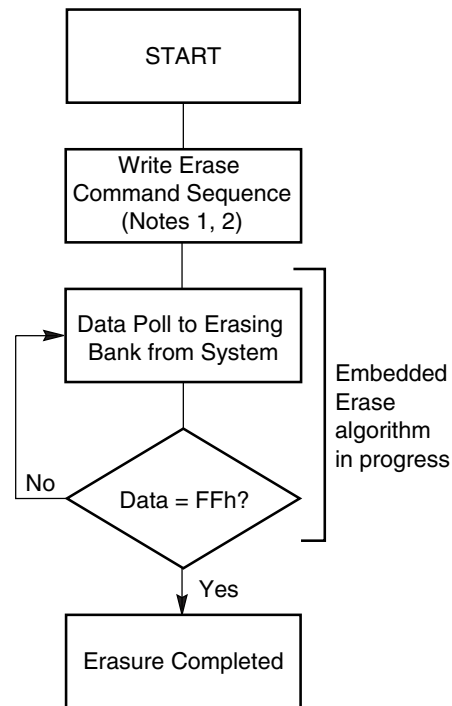 START
Write Erase
Command Sequence
(Notes 1, 2)
Data Poll to Erasing
Bank from System
Embedded
Erase
algorithm
in progress
No
Data = FFh?
Yes
Erasure Completed